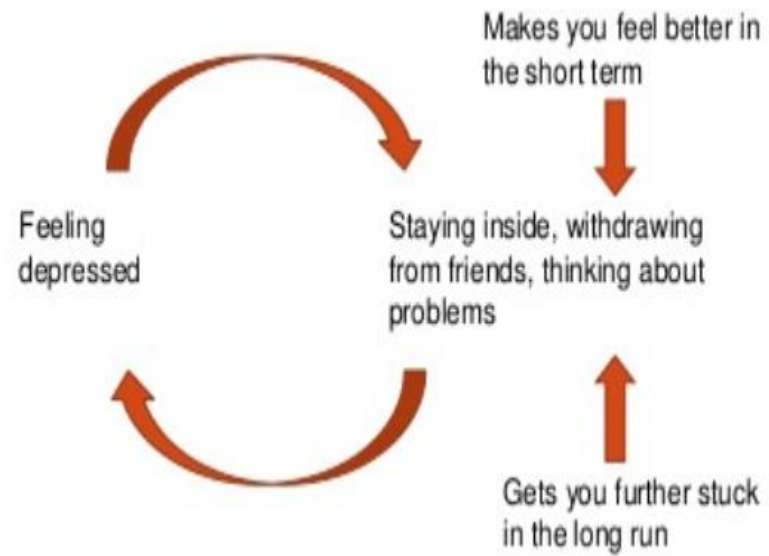 Makes you feel better in
the short term
Feeling
depressed
Staying inside, withdrawing
from friends, thinking about
problems
Gets you further stuck
in the long run